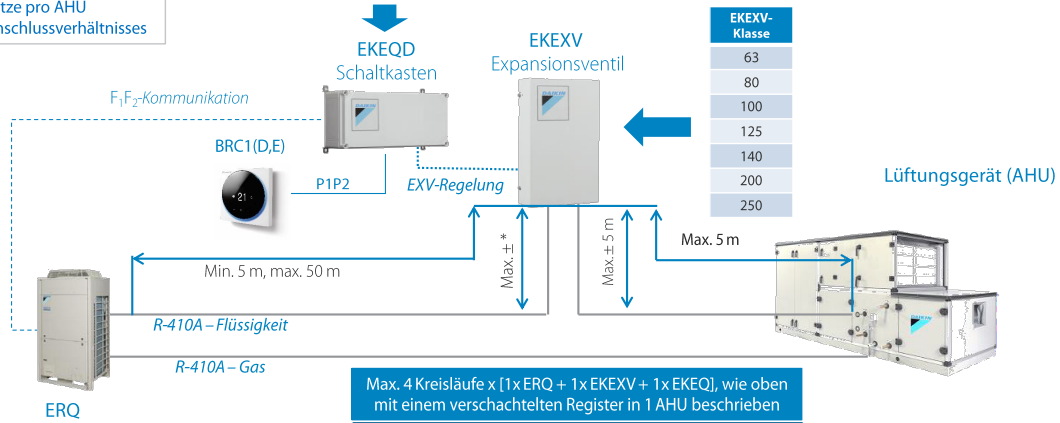 tze pro AHU
nschlussverhältnisses
EKEQD
Schaltkasten
EKEXV
Expansionsventil
EKEXV-
Klasse
63
80
100
125
140
200
250
F1F2-Kommunikation
BRC1(D,E)
P1P2
EXV-Regelung
Lüftungsgerät (AHU)
Min. 5 m, max. 50 m
Max. ± *
Max.± 5 m
Max. 5 m
R-410A – Flüssigkeit
R-410A – Gas
ERQ
Max. 4 Kreisläufe x [1x ERQ + 1x EKEXV + 1x EKEQ], wie oben
mit einem verschachtelten Register in 1 AHU beschrieben
DAIKIN
DAIKIN
DAIKIN
+21